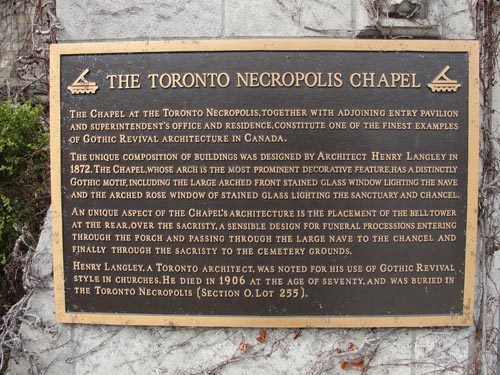 THE TORONTO NECROPOLIS CHAPEL
THE CHAPEL AT THE TORONTO NECROPOLIS, TOGETHER WITH ADJOINING ENTRY PAVILION
AND SUPERINTENDENT'S OFFICE AND RESIDENCE, CONSTITUTE ONE OF THE FINEST EXAMPLES
OF GOTHIC REVIVAL ARCHITECTURE IN CANADA.
THE UNIQUE COMPOSITION OF BUILDINGS WAS DESIGNED BY ARCHITECT HENRY LANGLEY IN
1872. THE CHAPEL, WHOSE ARCH IS THE MOST PROMINENT DECORATIVE FEATURE, HAS A DISTINCTLY
GOTHIC MOTIF, INCLUDING THE LARGE ARCHED FRONT STAINED GLASS WINDOW LIGHTING THE NAVE
AND THE ARCHED ROSE WINDOW OF STAINED GLASS LIGHTING THE SANCTUARY AND CHANCEL.
AN UNIQUE ASPECT OF THE CHAPEL'S ARCHITECTURE IS THE PLACEMENT OF THE BELL TOWER
AT THE REAR, OVER THE SACRISTY, A SENSIBLE DESIGN FOR FUNERAL PROCESSIONS ENTERING
THROUGH THE PORCH AND PASSING THROUGH THE LARGE NAVE TO THE CHANCEL AND
FINALLY THROUGH THE SACRISTY TO THE CEMETERY GROUNDS.
HENRY LANGLEY, A TORONTO ARCHITECT, WAS NOTED FOR HIS USE OF GOTHIC REVIVAL
STYLE IN CHURCHES. HE DIED IN 1906 AT THE AGE OF SEVENTY, AND WAS BURIED IN
THE TORONTO NECROPOLIS (SECTION O, LOT 255).